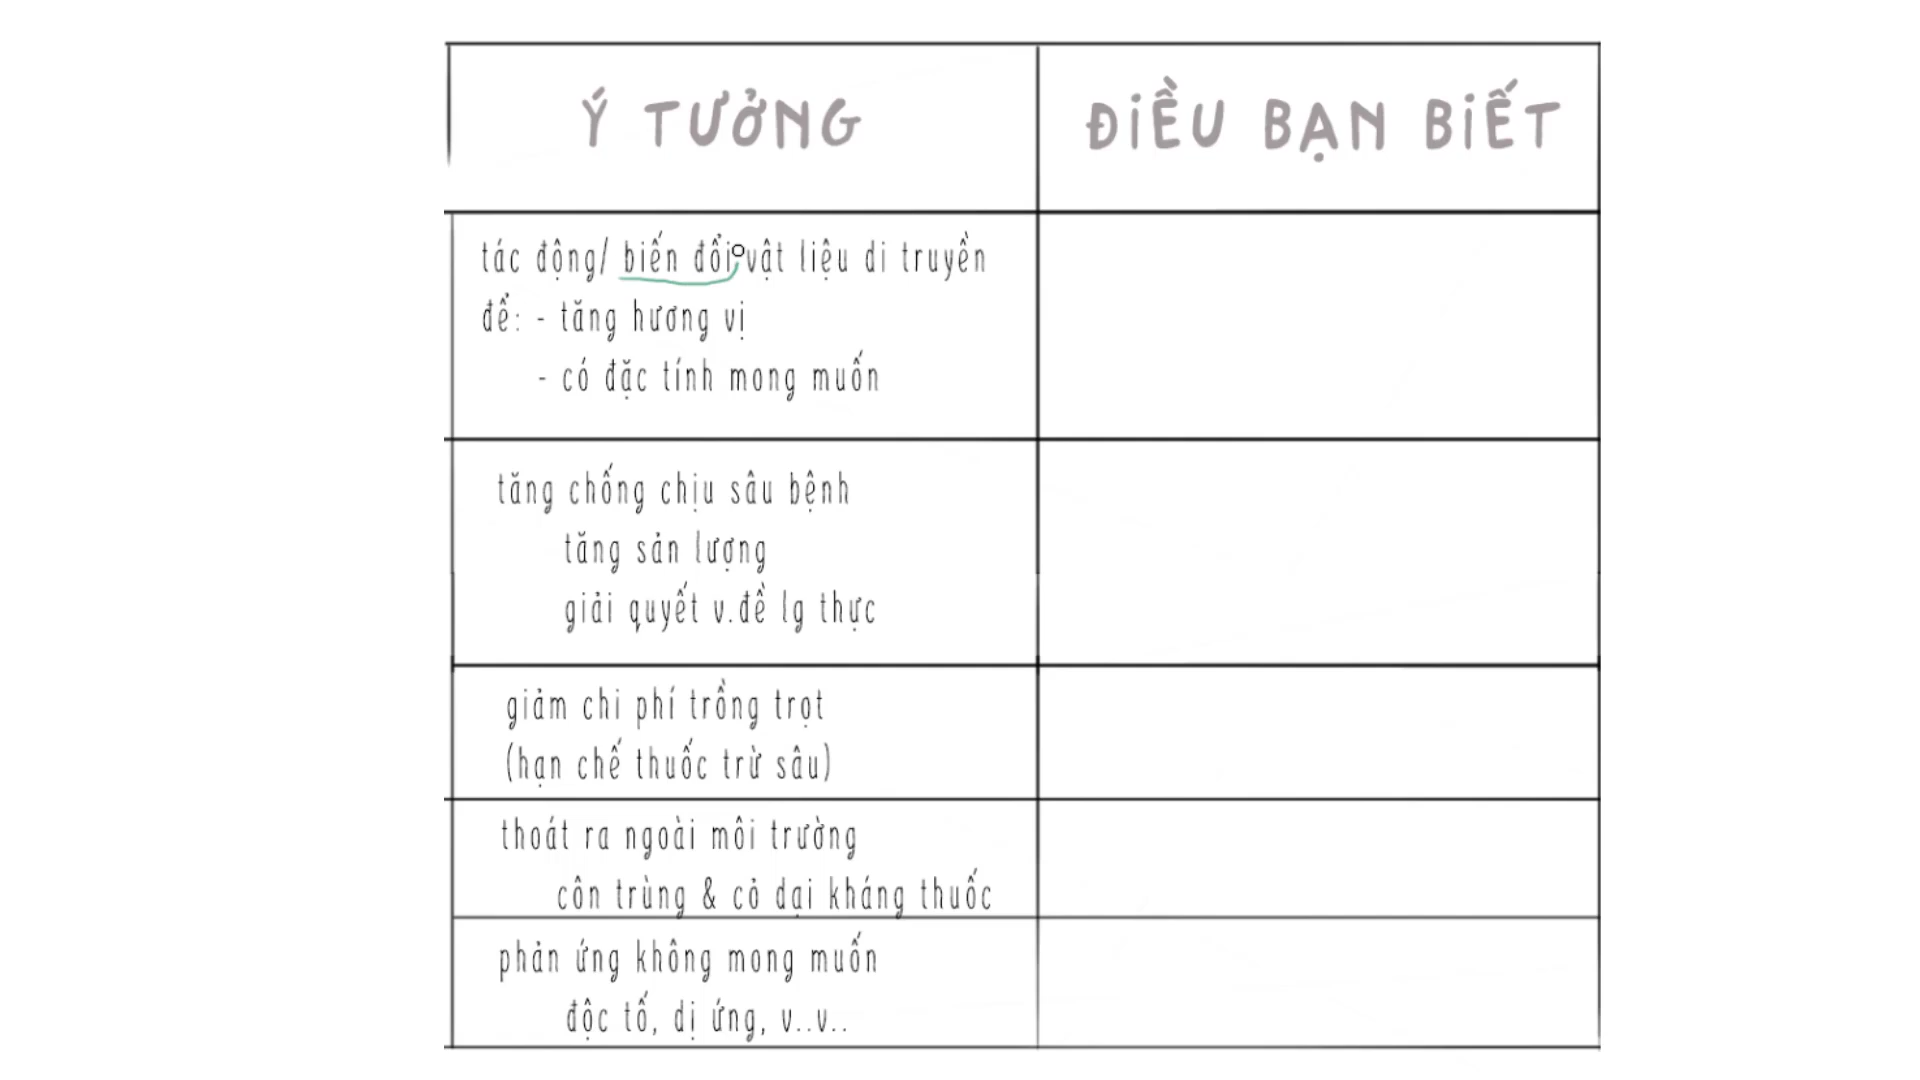 Ý TƯỞNG
ĐiỀU BẠN BiẾT
tác động/ biến đổi vật liệu di truyền
để: - tăng hương vị
- có đặc tính mong muốn
tăng chống chịu sâu bệnh
tăng sản lượng
giải quyết v.đề lg thực
giảm chi phí trồng trọt
(hạn chế thuốc trừ sâu)
thoát ra ngoài môi trường
côn trùng & cỏ dại kháng thuốc
phản ứng không mong muốn
độc tố, dị ứng, v..v..